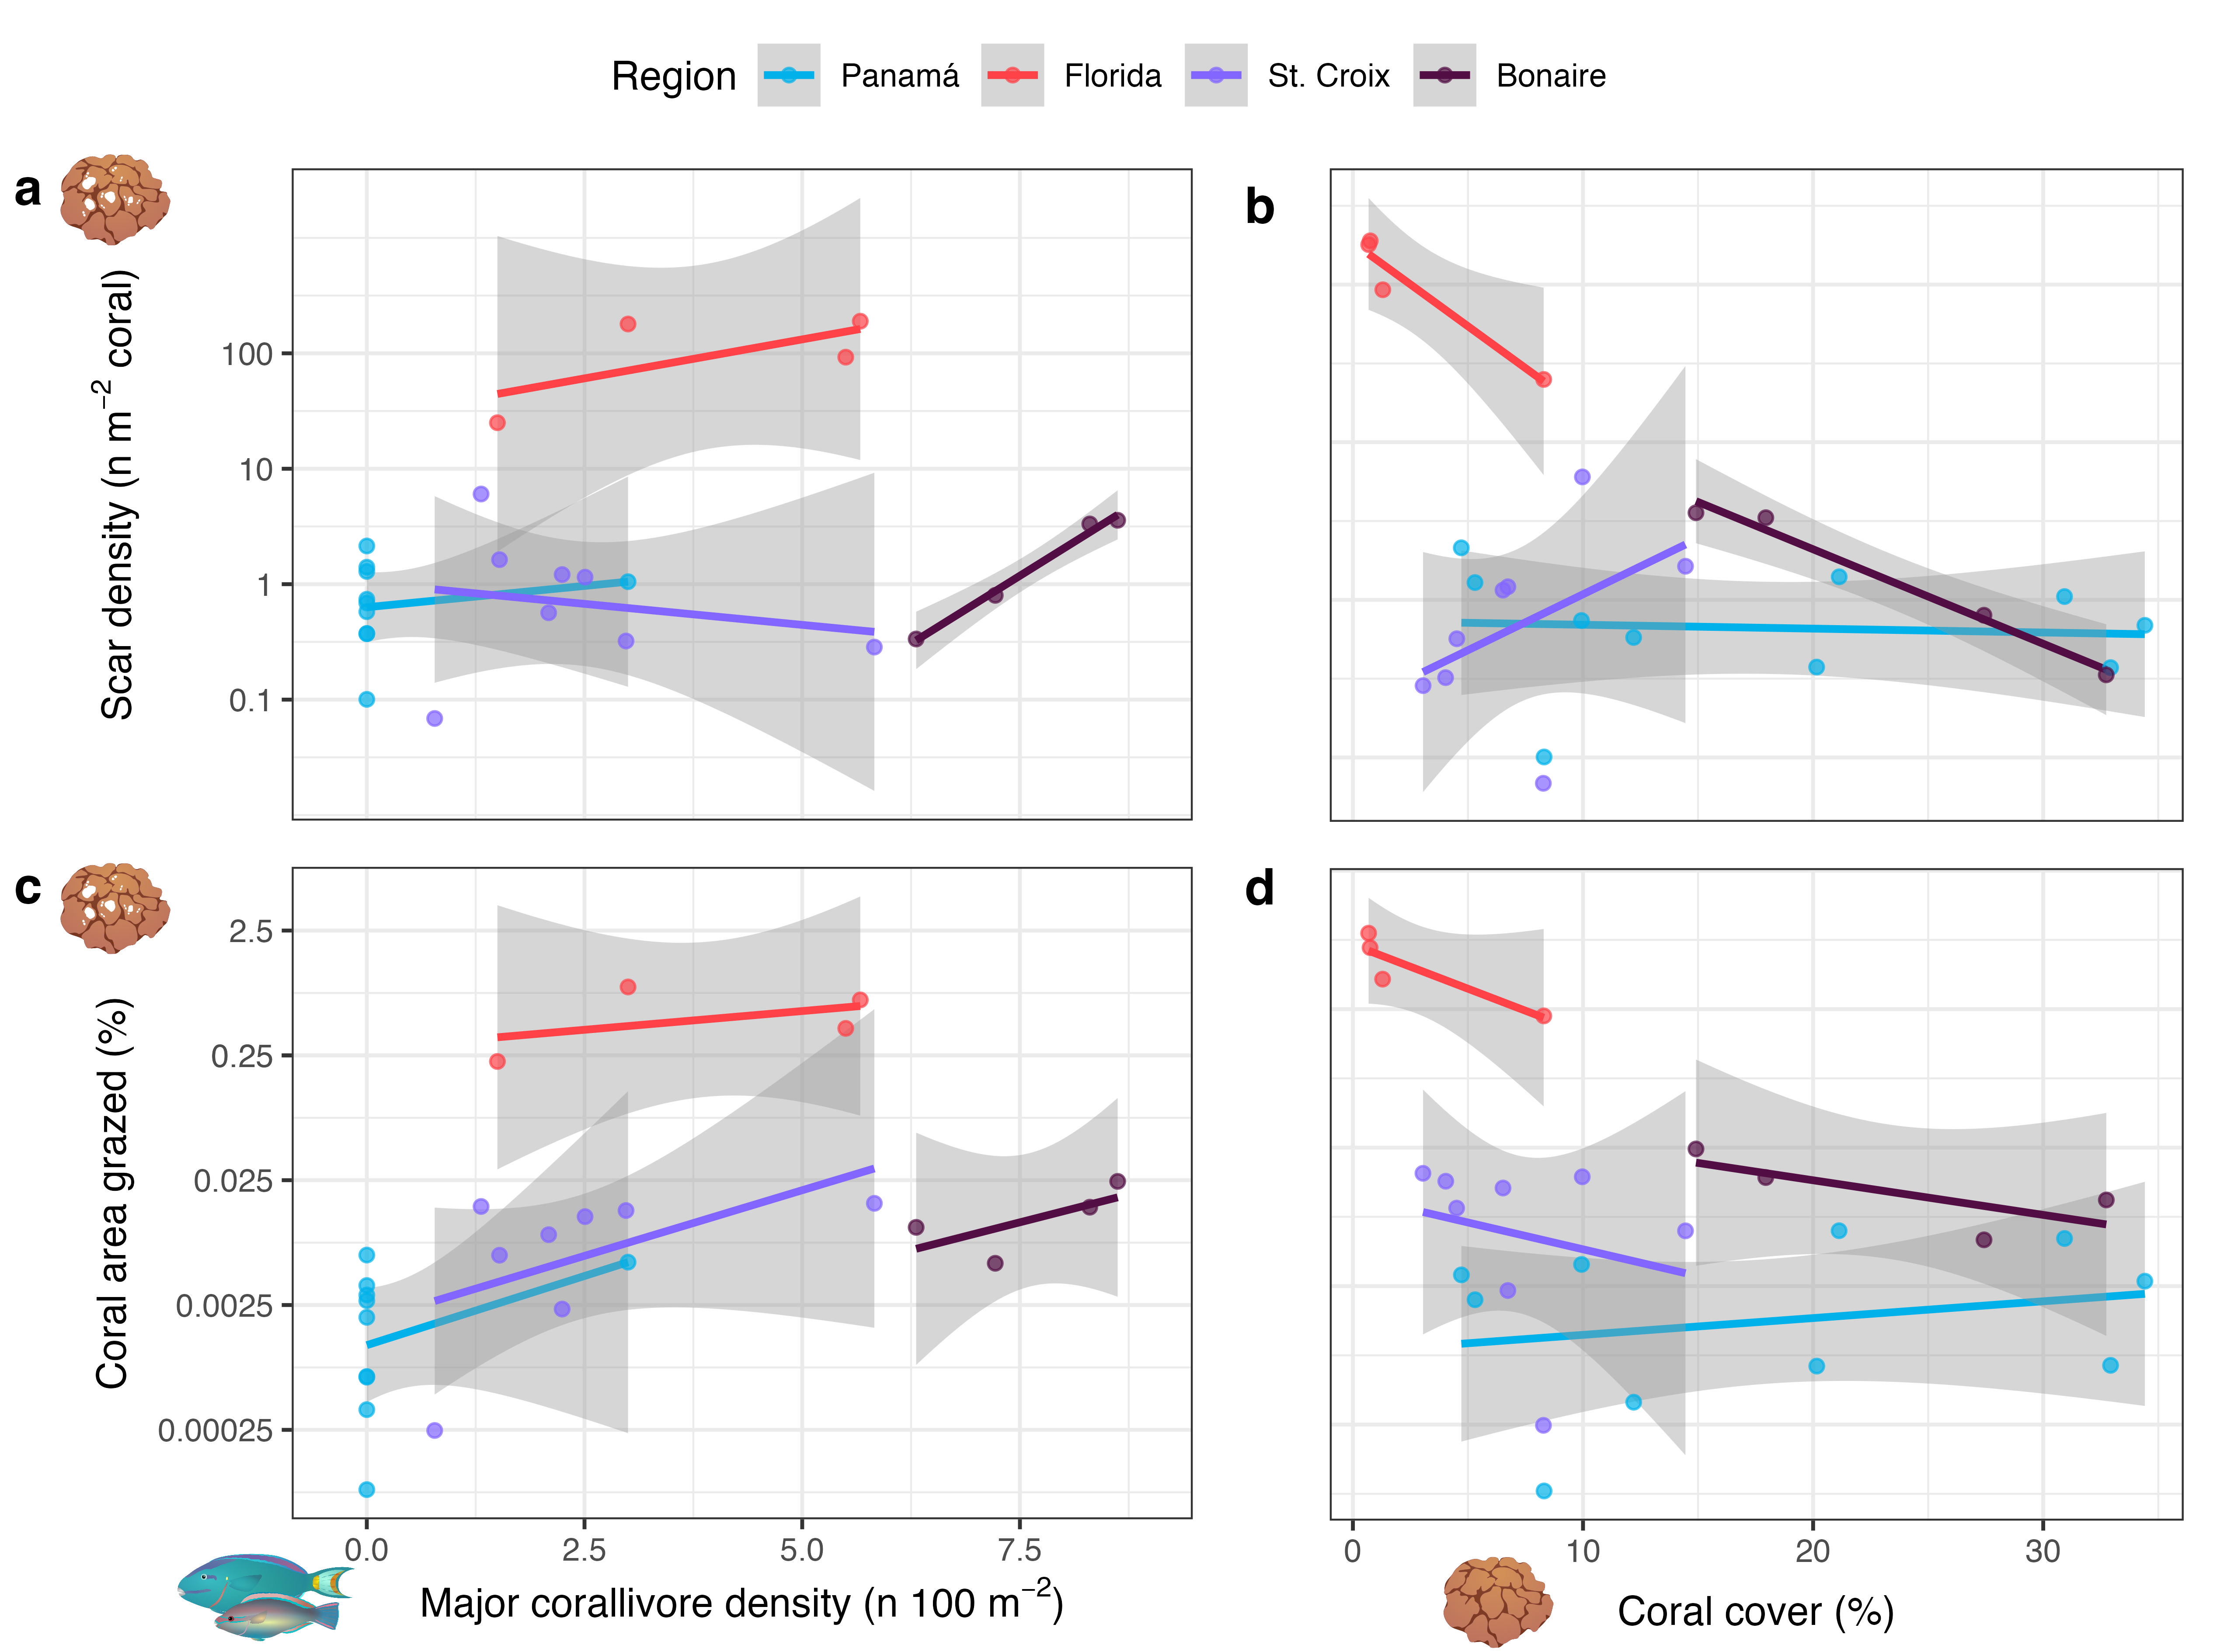 Region Panamá Florida St. Croix Bonaire
a
b
Scar density (n m−2 coral)
100
10
1
0.1
c
d
Coral area grazed (%)
2.5
0.25
0.025
0.0025
0.00025
0.0 2.5 5.0 7.5
0 10 20 30
Major corallivore density (n 100 m−2)
Coral cover (%)